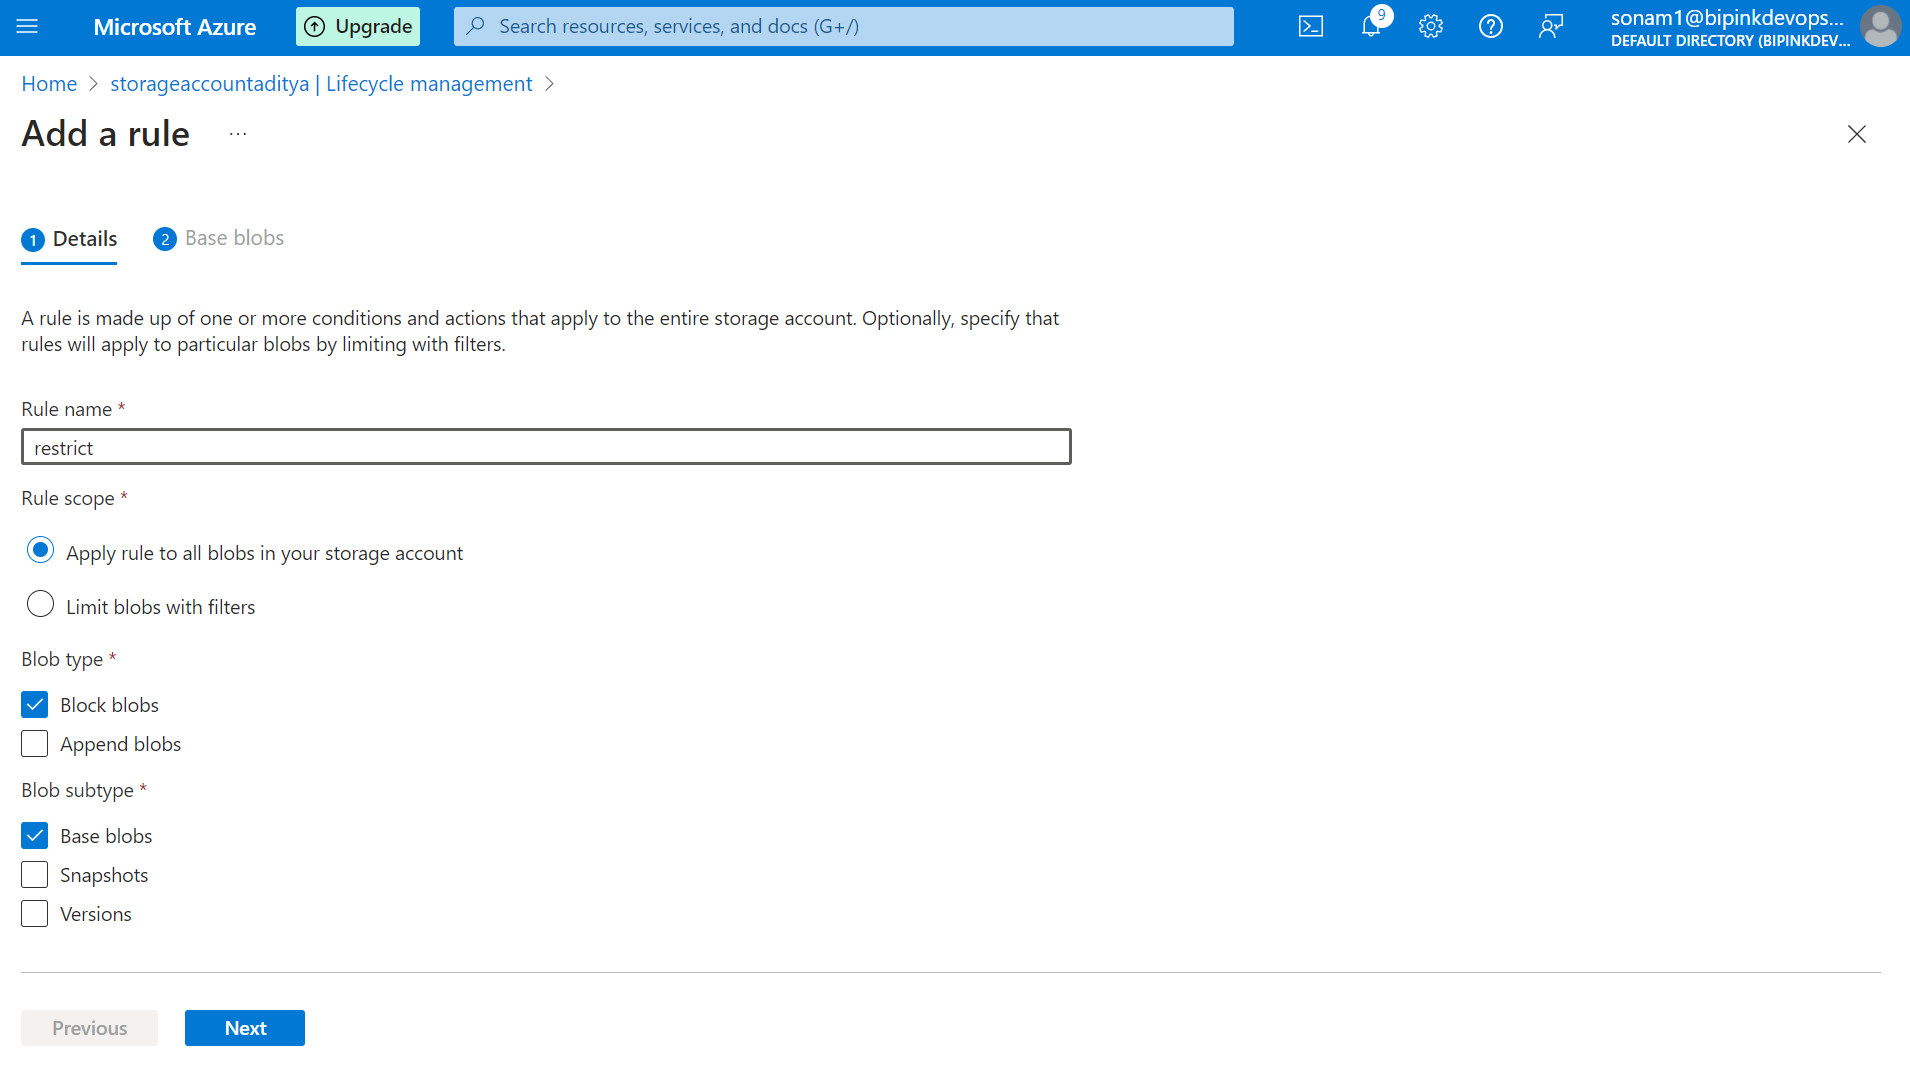 Microsoft Azure
Upgrade
Search resources, services, and docs (G+/)
9
sonam1@bipinkdevops...
DEFAULT DIRECTORY (BIPINKDEV...
Home > storageaccountaditya | Lifecycle management >
Add a rule ...
1 Details
2 Base blobs
A rule is made up of one or more conditions and actions that apply to the entire storage account. Optionally, specify that
rules will apply to particular blobs by limiting with filters.
Rule name *
restrict
Rule scope *
Apply rule to all blobs in your storage account
Limit blobs with filters
Blob type *
Block blobs
Append blobs
Blob subtype *
Base blobs
Snapshots
Versions
Previous
Next